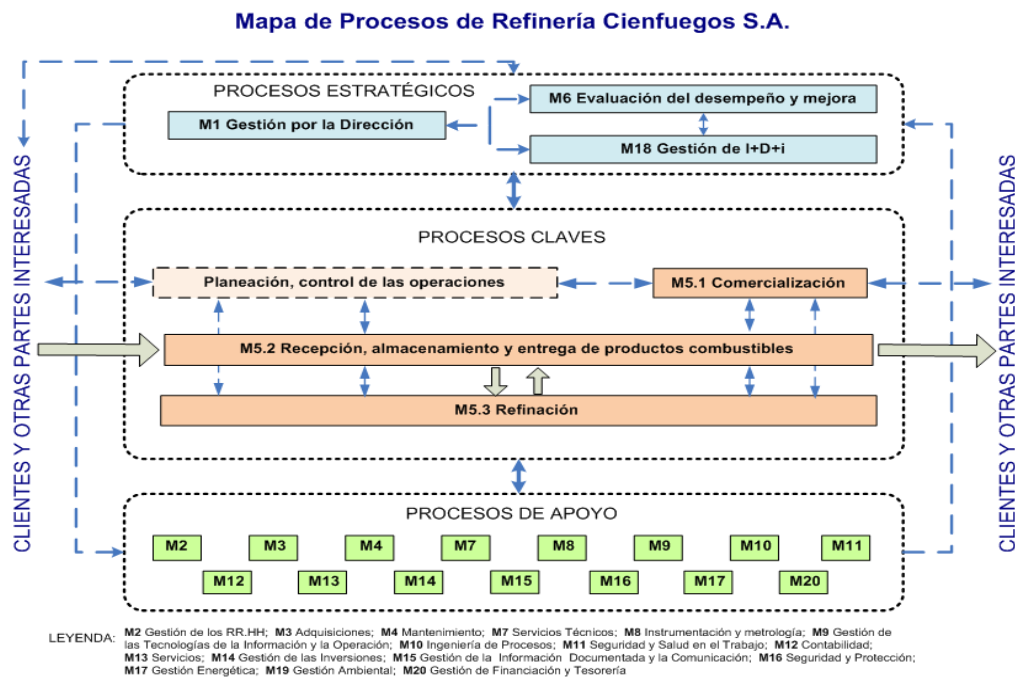 Mapa de Procesos de Refinería Cienfuegos S.A.
CLIENTES Y OTRAS PARTES INTERESADAS
PROCESOS ESTRATÉGICOS
M1 Gestión por la Dirección
M6 Evaluación del desempeño y mejora
M18 Gestión de I+D+i
PROCESOS CLAVES
Planeación, control de las operaciones
M5.1 Comercialización
M5.2 Recepción, almacenamiento y entrega de productos combustibles
M5.3 Refinación
PROCESOS DE APOYO
M2 M3 M4 M7 M8 M9 M10 M11
M12 M13 M14 M15 M16 M17 M20
CLIENTES Y OTRAS PARTES INTERESADAS
LEYENDA: M2 Gestión de los RR.HH; M3 Adquisiciones; M4 Mantenimiento; M7 Servicios Técnicos; M8 Instrumentación y metrología; M9 Gestión de
las Tecnologías de la Información y la Operación; M10 Ingeniería de Procesos; M11 Seguridad y Salud en el Trabajo; M12 Contabilidad;
M13 Servicios; M14 Gestión de las Inversiones; M15 Gestión de la Información Documentada y la Comunicación; M16 Seguridad y Protección;
M17 Gestión Energética; M19 Gestión Ambiental; M20 Gestión de Financiación y Tesorería